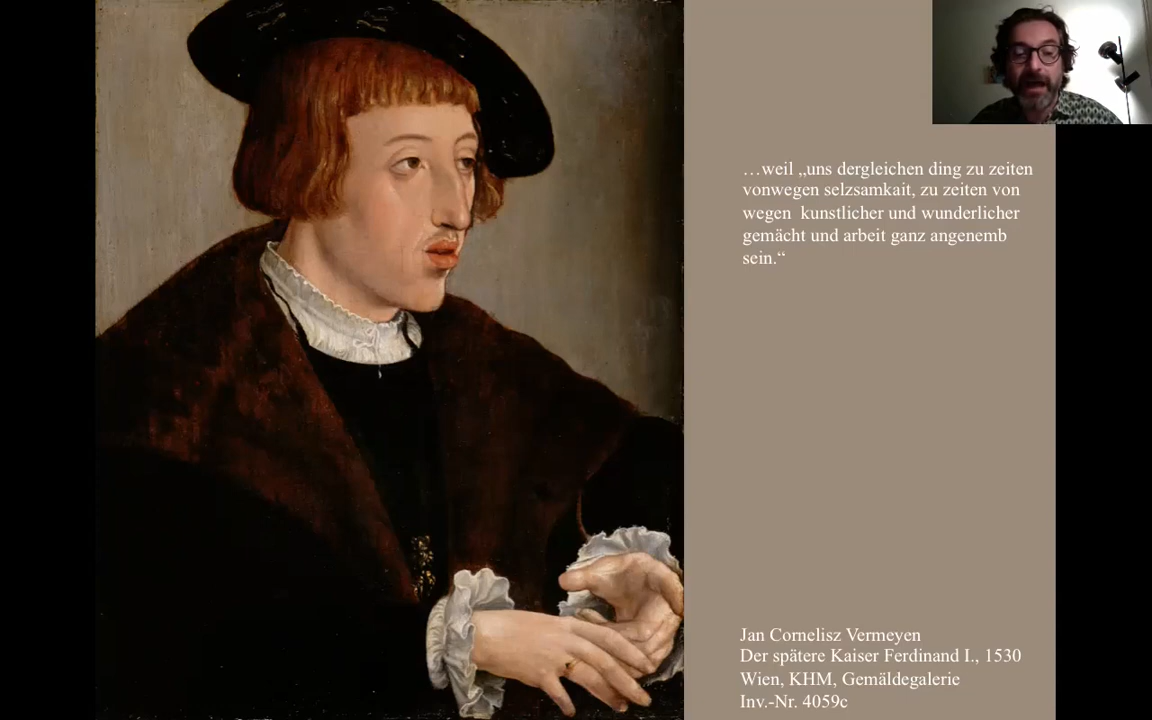 …weil „uns dergleichen ding zu zeiten
vonwegen selzsamkait, zu zeiten von
wegen  kunstlicher und wunderlicher
gemächt und arbeit ganz angenemb
sein.“
Jan Cornelisz Vermeyen
Der spätere Kaiser Ferdinand I., 1530
Wien, KHM, Gemäldegalerie
Inv.-Nr. 4059c